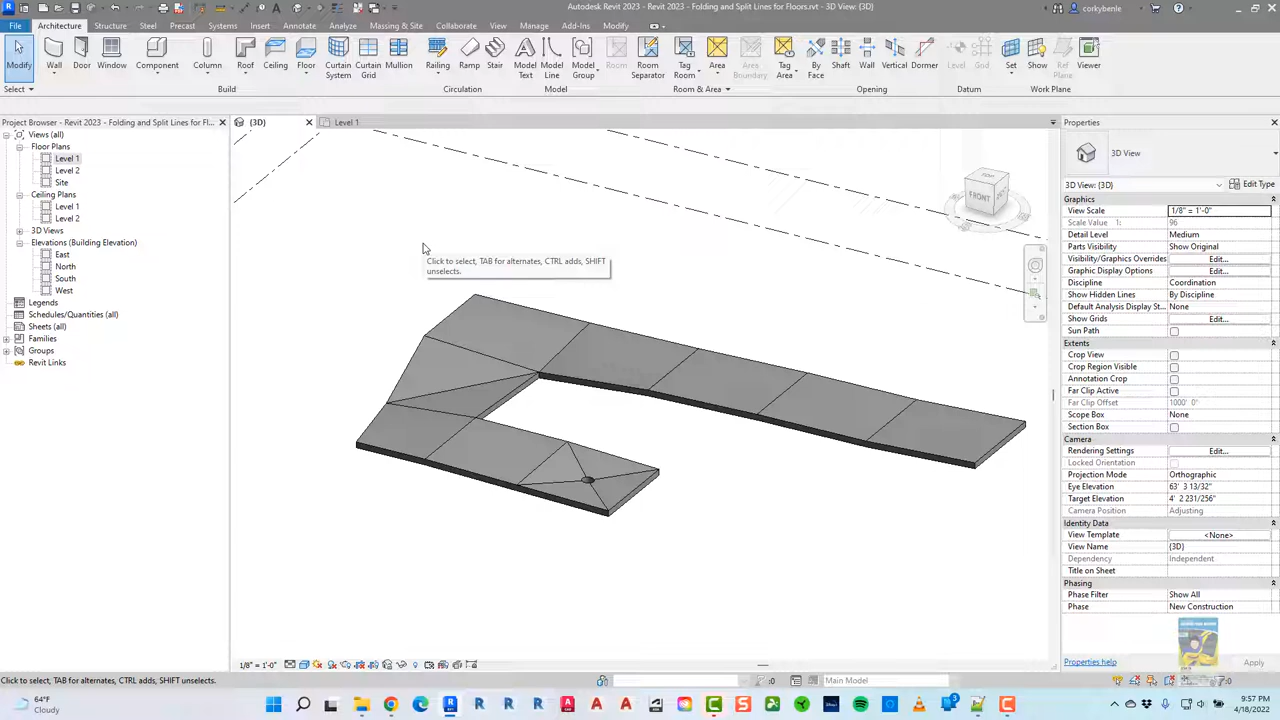 Autodesk Revit 2023 - Revit 2023 - Folding and Split Lines for Floors.rvt - 3D View: {3D}
corkybenle
File Architecture Structure Steel Precast Systems Insert Annotate Analyze Massing & Site Collaborate View Manage Add-Ins Modify
Modify Wall Door Window Component Column Roof Ceiling Floor Curtain System Curtain Grid Mullion Railing Ramp Stair Model Text Model Line Model Group Room Room Separator Tag Room Area Area Boundary Tag Area By Face Shaft Wall Vertical Dormer Level Grid Set Show Ref Plane Viewer
Select Build Circulation Model Room & Area Opening Datum Work Plane
Project Browser - Revit 2023 - Folding and Split Lines for Fl...
Views (all)
Floor Plans
Level 1
Level 2
Site
Ceiling Plans
Level 1
Level 2
3D Views
Elevations (Building Elevation)
East
North
South
West
Legends
Schedules/Quantities (all)
Sheets (all)
Families
Groups
Revit Links
{3D}
Level 1
TOP
FRONT
Click to select, TAB for alternates, CTRL adds, SHIFT
unselects.
Properties
3D View
3D View: {3D} Edit Type
Graphics
View Scale 1/8" = 1'-0"
Scale Value 1: 96
Detail Level Medium
Parts Visibility Show Original
Visibility/Graphics Overrides Edit...
Graphic Display Options Edit...
Discipline Coordination
Show Hidden Lines By Discipline
Default Analysis Display St... None
Show Grids Edit...
Sun Path
Extents
Crop View
Crop Region Visible
Annotation Crop
Far Clip Active
Far Clip Offset 1000' 0"
Scope Box None
Section Box
Camera
Rendering Settings Edit...
Locked Orientation
Projection Mode Orthographic
Eye Elevation 63' 3 13/32"
Target Elevation 4' 2 231/256"
Camera Position Adjusting
Identity Data
View Template <None>
View Name {3D}
Dependency Independent
Title on Sheet
Phasing
Phase Filter Show All
Phase New Construction
Properties help Apply
1/8" = 1'-0"
Click to select, TAB for alternates, CTRL adds, SHIFT unselects.
:0 Main Model :0
64°F
Cloudy
9:57 PM
4/18/2022